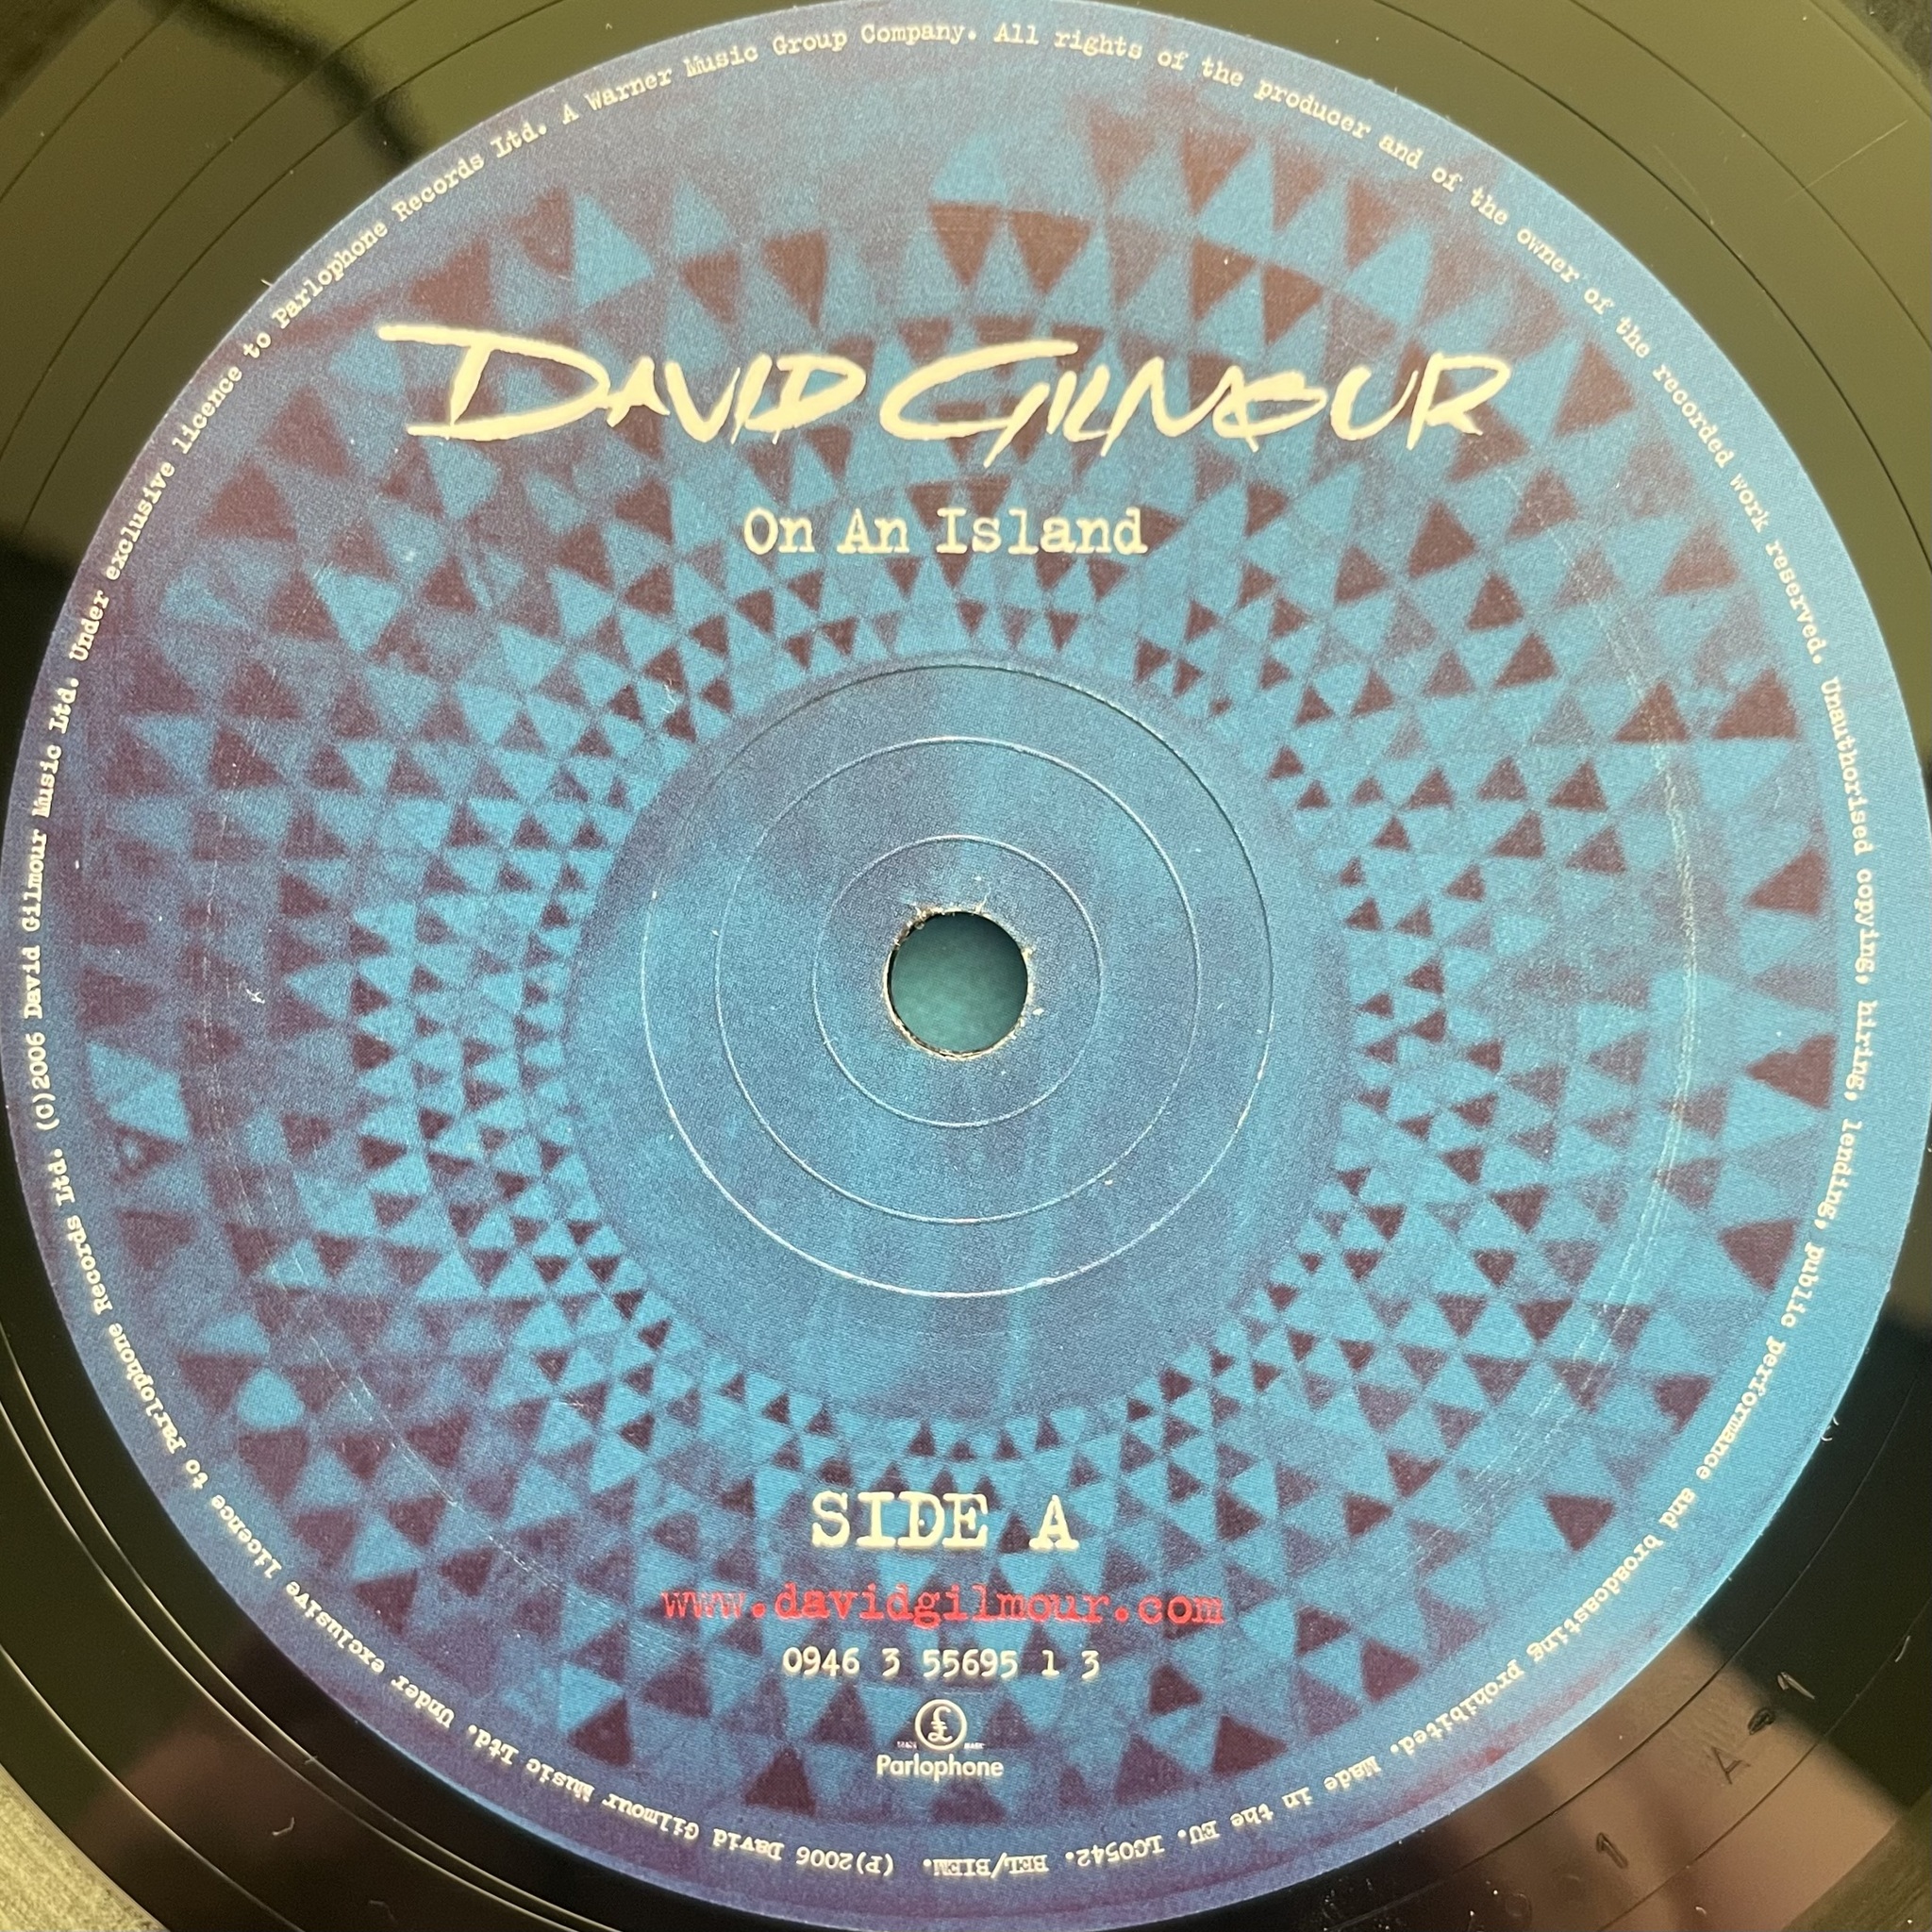 DAVID GILMOUR
On An Island
SIDE A
www.davidgilmour.com
0946 3 55695 1 3
£
TRADE MARK
Parlophone
(P)2006 David Gilmour Music Ltd. Under exclusive licence to Parlophone Records Ltd. (C)2006 David Gilmour Music Ltd. Under exclusive licence to Parlophone Records Ltd. A Warner Music Group Company. All rights of the producer and of the owner of the recorded work reserved. Unauthorised copying, hiring, lending, public performance and broadcasting prohibited. Made in the EU. LC0542. BEL/BIEM.